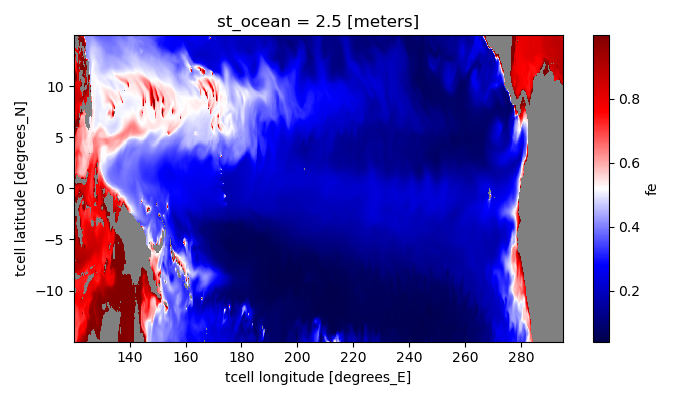 st_ocean = 2.5 [meters]
10
5
0
−5
−10
tcell latitude [degrees_N]
140 160 180 200 220 240 260 280
tcell longitude [degrees_E]
0.8
0.6
0.4
0.2
fe